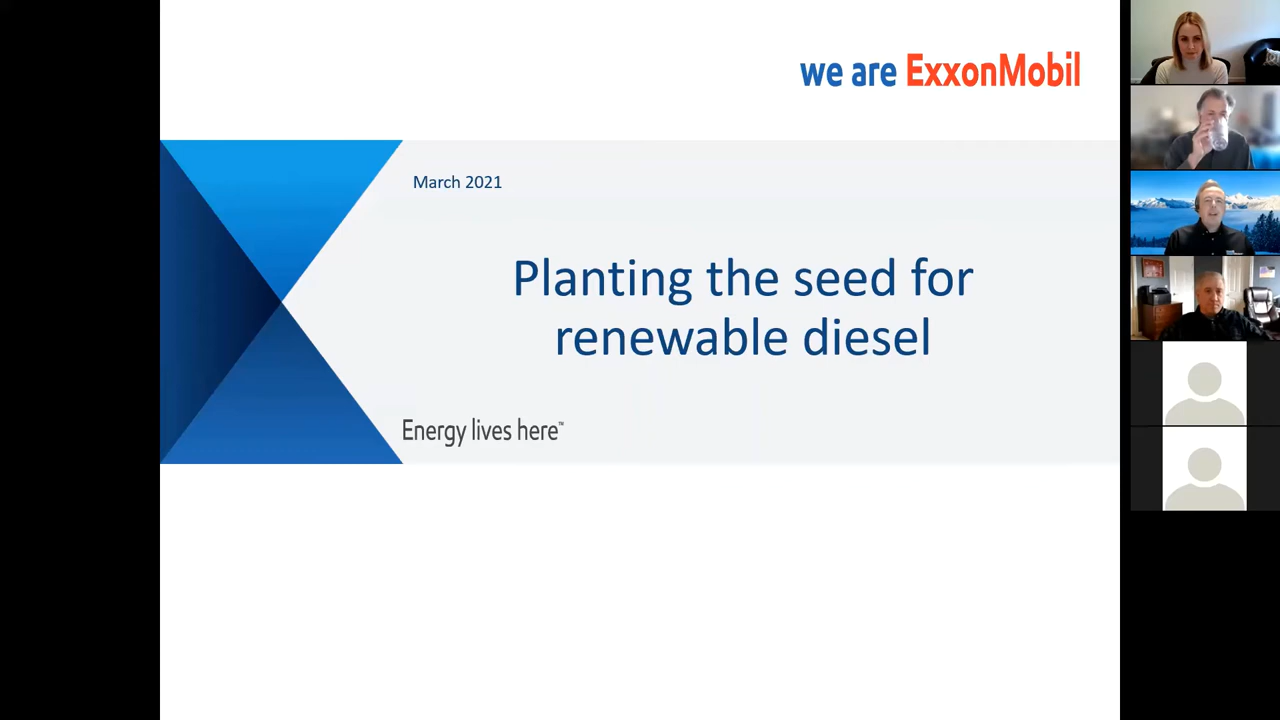 we are ExxonMobil
March 2021
Planting the seed for
renewable diesel
Energy lives here™